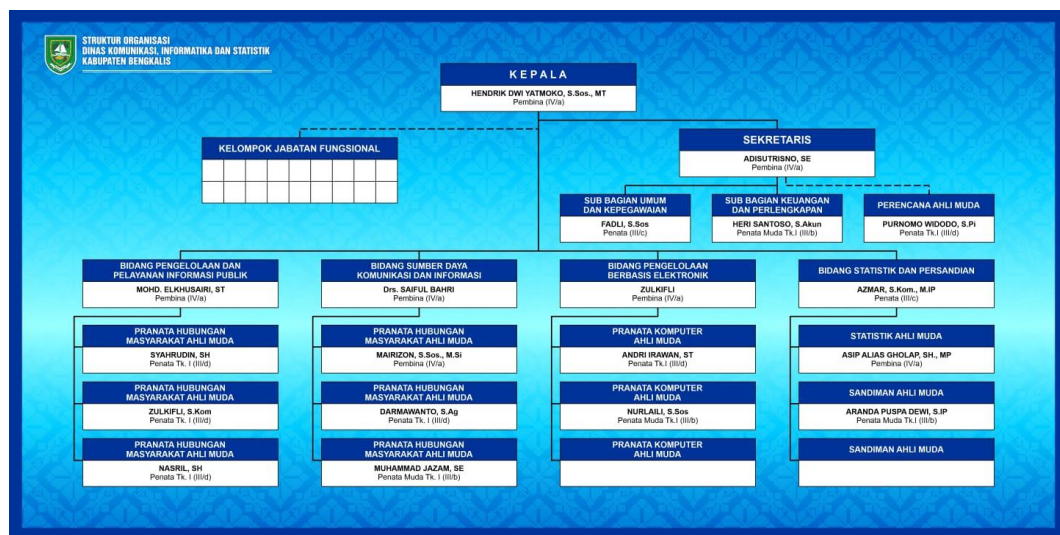 STRUKTUR ORGANISASI
DINAS KOMUNIKASI, INFORMATIKA DAN STATISTIK
KABUPATEN BENGKALIS
KEPALA
HENDRIK DWI YATMOKO, S.Sos., MT
Pembina (IV/a)
KELOMPOK JABATAN FUNGSIONAL
SEKRETARIS
ADISUTRISNO, SE
Pembina (IV/a)
SUB BAGIAN UMUM
DAN KEPEGAWAIAN
FADLI, S.Sos
Penata (III/c)
SUB BAGIAN KEUANGAN
DAN PERLENGKAPAN
HERI SANTOSO, S.Akun
Penata Muda Tk.I (III/b)
PERENCANA AHLI MUDA
PURNOMO WIDODO, S.Pi
Penata Tk.I (III/d)
BIDANG PENGELOLAAN DAN
PELAYANAN INFORMASI PUBLIK
MOHD. ELKHUSAIRI, ST
Pembina (IV/a)
PRANATA HUBUNGAN
MASYARAKAT AHLI MUDA
SYAHRUDIN, SH
Penata Tk. I (III/d)
PRANATA HUBUNGAN
MASYARAKAT AHLI MUDA
ZULKIFLI, S.Kom
Penata Tk. I (III/d)
PRANATA HUBUNGAN
MASYARAKAT AHLI MUDA
NASRIL, SH
Penata Tk. I (III/d)
BIDANG SUMBER DAYA
KOMUNIKASI DAN INFORMASI
Drs. SAIFUL BAHRI
Pembina (IV/a)
PRANATA HUBUNGAN
MASYARAKAT AHLI MUDA
MAIRIZON, S.Sos., M.Si
Pembina (IV/a)
PRANATA HUBUNGAN
MASYARAKAT AHLI MUDA
DARMAWANTO, S.Ag
Penata Tk. I (III/d)
PRANATA HUBUNGAN
MASYARAKAT AHLI MUDA
MUHAMMAD JAZAM, SE
Penata Muda Tk. I (III/b)
BIDANG PENGELOLAAN
BERBASIS ELEKTRONIK
ZULKIFLI
Pembina (IV/a)
PRANATA KOMPUTER
AHLI MUDA
ANDRI IRAWAN, ST
Penata Tk.I (III/d)
PRANATA KOMPUTER
AHLI MUDA
NURLAILI, S.Sos
Penata Muda Tk.I (III/b)
PRANATA KOMPUTER
AHLI MUDA
BIDANG STATISTIK DAN PERSANDIAN
AZMAR, S.Kom., M.IP
Penata (III/c)
STATISTIK AHLI MUDA
ASIP ALIAS GHOLAP, SH., MP
Pembina (IV/a)
SANDIMAN AHLI MUDA
ARANDA PUSPA DEWI, S.IP
Penata Muda Tk.I (III/b)
SANDIMAN AHLI MUDA